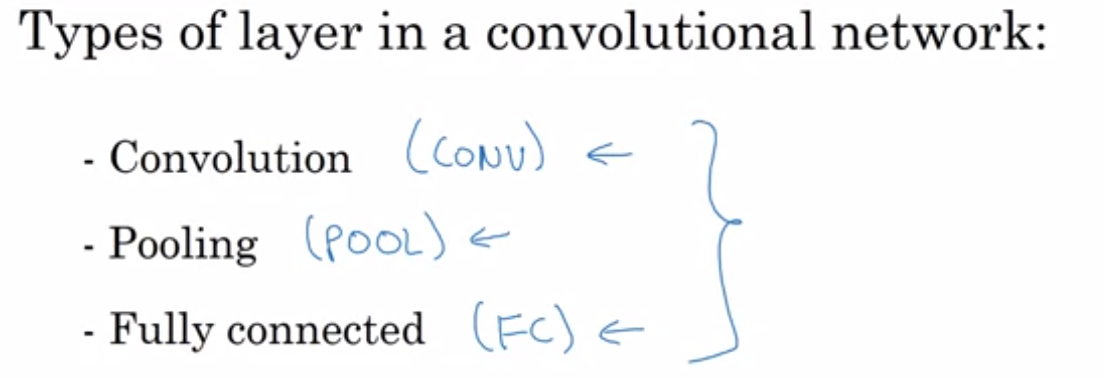 Types of layer in a convolutional network:
- Convolution (CONV) ←
- Pooling (POOL) ←
- Fully connected (FC) ←